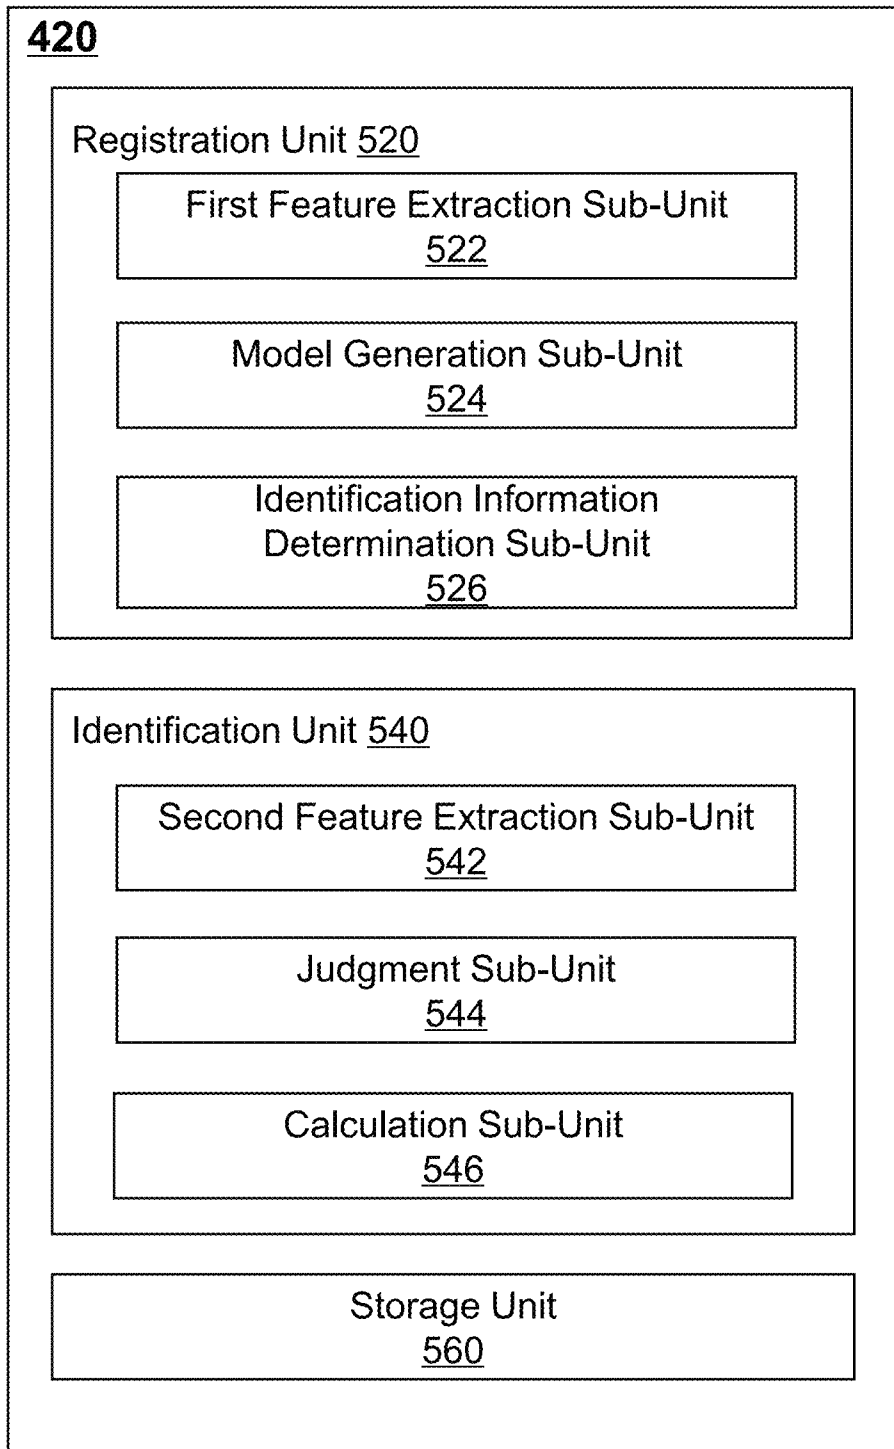 420
Registration Unit 520
First Feature Extraction Sub-Unit
522
Model Generation Sub-Unit
524
Identification Information
Determination Sub-Unit
526
Identification Unit 540
Second Feature Extraction Sub-Unit
542
Judgment Sub-Unit
544
Calculation Sub-Unit
546
Storage Unit
560